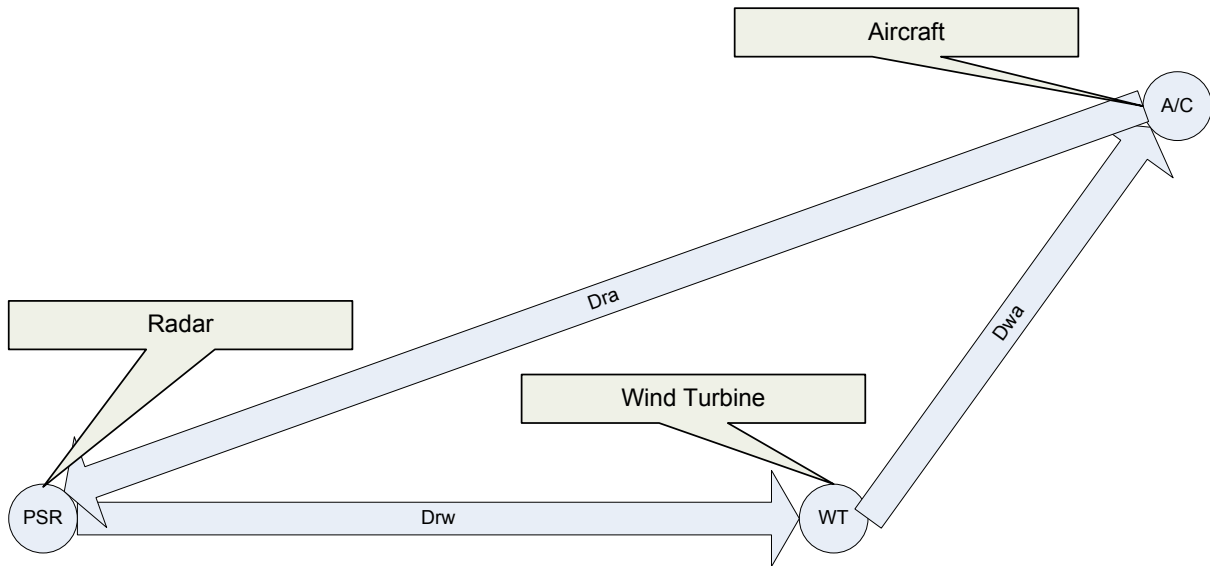 Aircraft
A/C
Dra
Radar
Dwa
Wind Turbine
PSR
Drw
WT